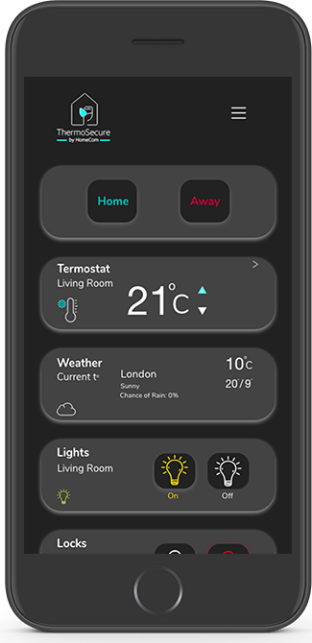 ThermoSecure
by HomeCom
Home
Away
Termostat
Living Room
21°c
Weather
Current t°
London
Sunny
Chance of Rain: 0%
10°c
20°/9°
Lights
Living Room
On
Off
Locks